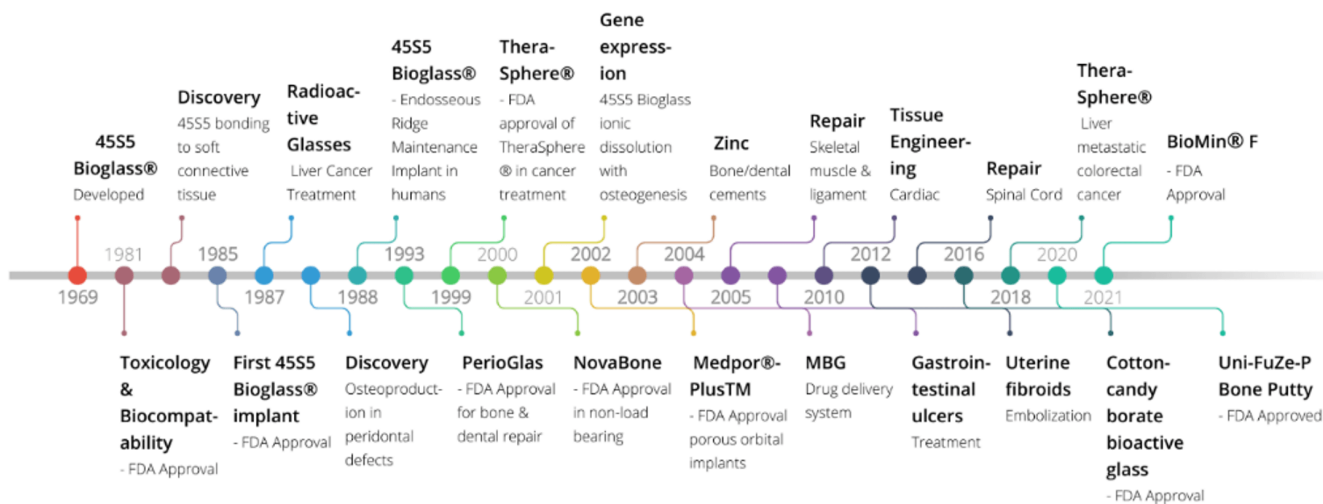 45S5
Bioglass®
Developed
Discovery
45S5 bonding
to soft
connective
tissue
Radioac-
tive
Glasses
Liver Cancer
Treatment
45S5
Bioglass®
- Endosseous
Ridge
Maintenance
Implant in
humans
Thera-
Sphere®
- FDA
approval of
TheraSphere
® in cancer
treatment
Gene
express-
ion
45S5 Bioglass
ionic
dissolution
with
osteogenesis
Zinc
Bone/dental
cements
Repair
Skeletal
muscle &
ligament
Tissue
Engineer-
ing
Cardiac
Repair
Spinal Cord
Thera-
Sphere®
Liver
metastatic
colorectal
cancer
BioMin® F
- FDA
Approval
1981
1985
1993
2000
2002
2004
2012
2016
2020
1969
1987
1988
1999
2001
2003
2005
2010
2018
2021
Toxicology
&
Biocompat-
ability
- FDA Approval
First 45S5
Bioglass®
implant
- FDA Approval
Discovery
Osteoproduct-
ion in
peridontal
defects
PerioGlas
- FDA Approval
for bone &
dental repair
NovaBone
- FDA Approval
in non-load
bearing
Medpor®-
PlusTM
- FDA Approval
porous orbital
implants
MBG
Drug delivery
system
Gastroin-
testinal
ulcers
Treatment
Uterine
fibroids
Embolization
Cotton-
candy
borate
bioactive
glass
- FDA Approval
Uni-FuZe-P
Bone Putty
- FDA Approved